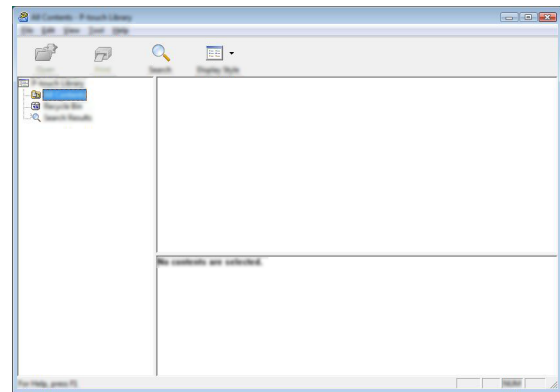 All Contents - P-touch Library
File Edit View Tool Help
Open Print Search Display Style
P-touch Library
All Contents
Recycle Bin
Search Results
No contents are selected.
For Help, press F1
NUM